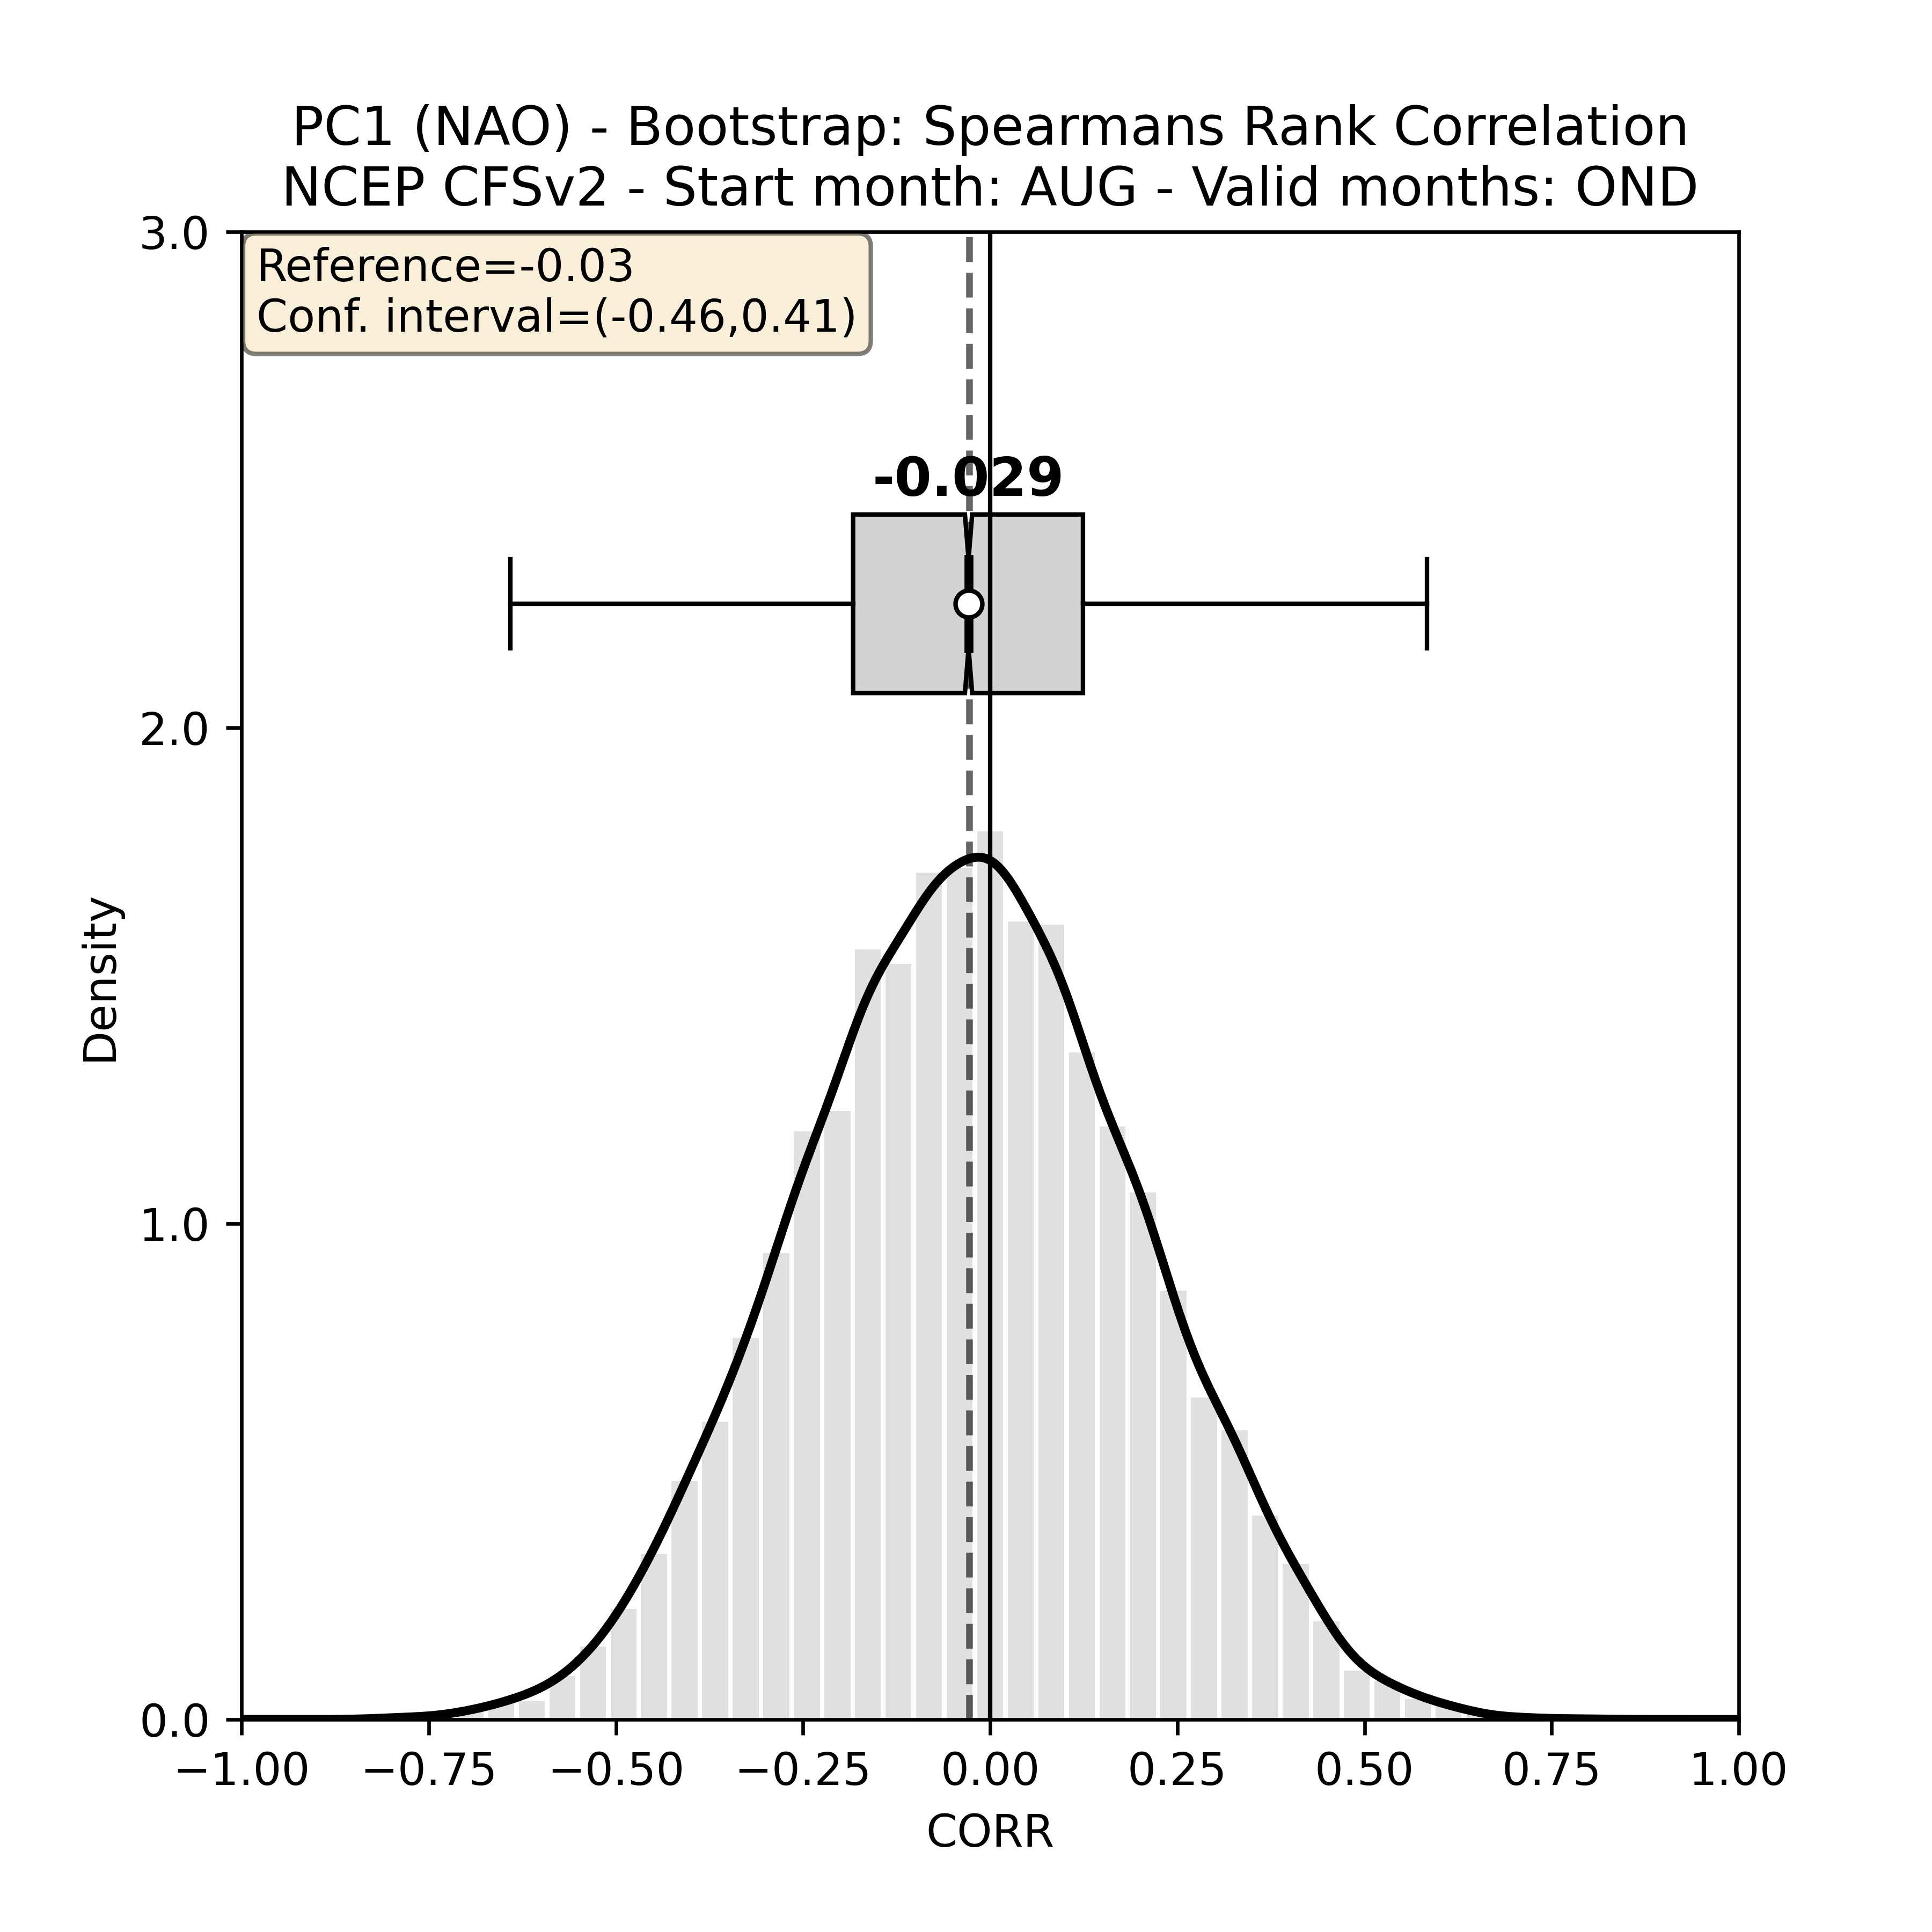 PC1 (NAO) - Bootstrap: Spearmans Rank Correlation
NCEP CFSv2 - Start month: AUG - Valid months: OND
3.0
Reference=-0.03
Conf. interval=(-0.46,0.41)
-0.029
2.0
Density
1.0
0.0
−1.00 −0.75 −0.50 −0.25 0.00 0.25 0.50 0.75 1.00
CORR